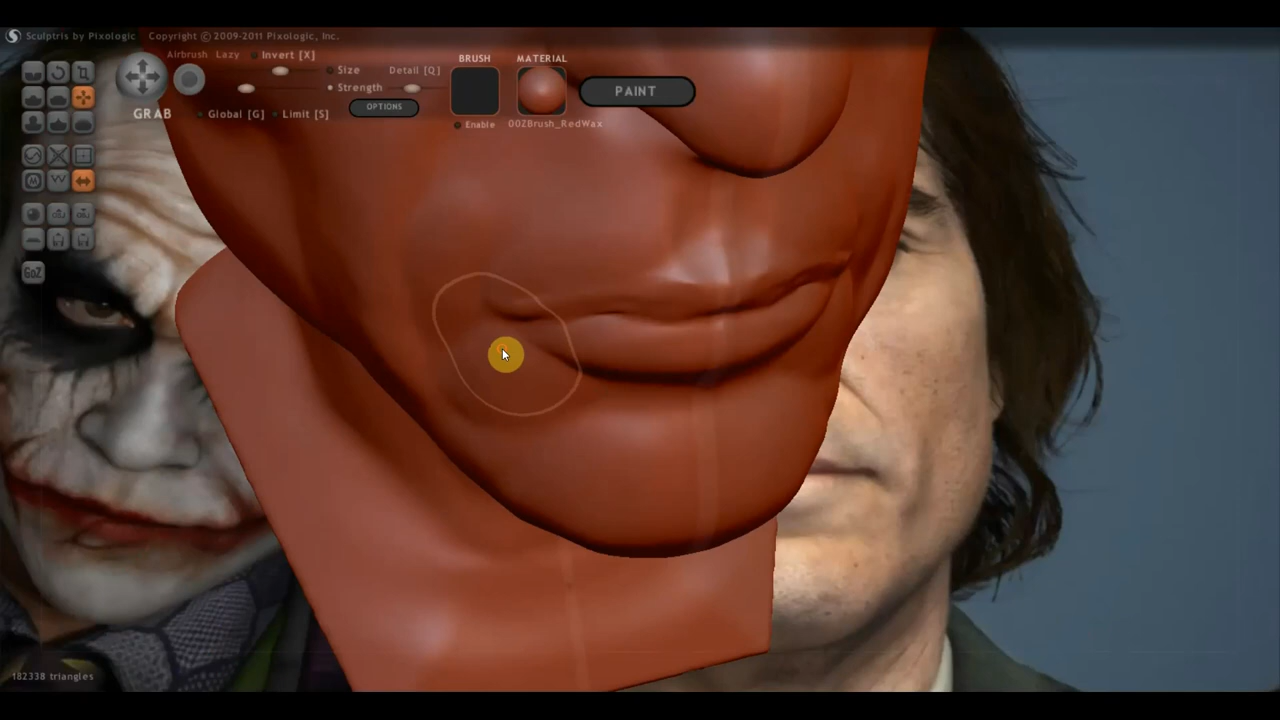 Sculptris by Pixologic Copyright © 2009-2011 Pixologic, Inc.
Airbrush Lazy Invert [X]
Size Detail [Q]
Strength
OPTIONS
GRAB Global [G] Limit [S]
BRUSH
Enable
MATERIAL
00ZBrush_RedWax
PAINT
GoZ
182338 triangles